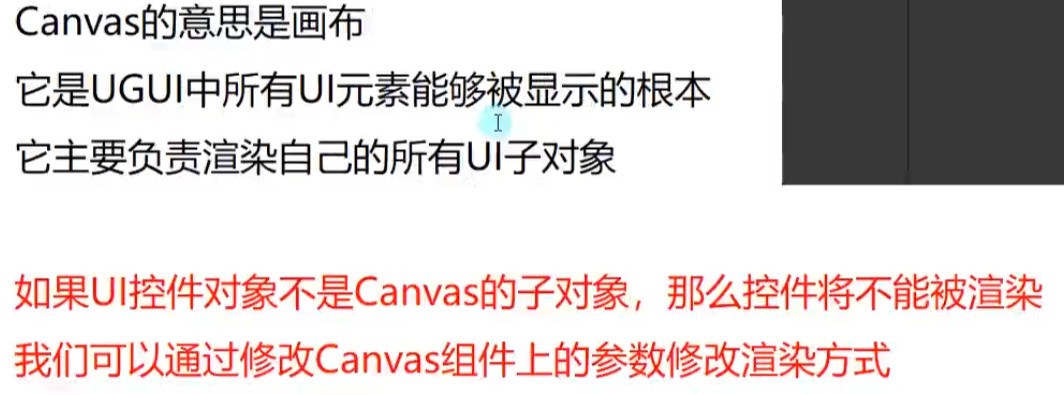 Canvas的意思是画布
它是UGUI中所有UI元素能够被显示的根本
它主要负责渲染自己的所有UI子对象
如果UI控件对象不是Canvas的子对象，那么控件将不能被渲染
我们可以通过修改Canvas组件上的参数修改渲染方式